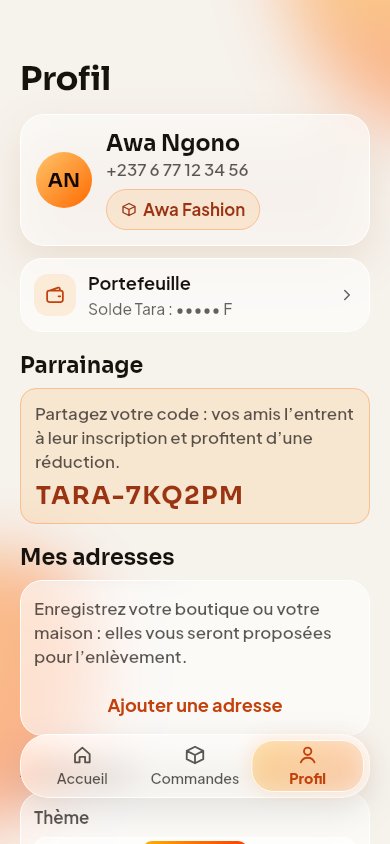 Profil
AN
Awa Ngono
+237 6 77 12 34 56
Awa Fashion
Portefeuille
Solde Tara : ••••• F
Parrainage
Partagez votre code : vos amis l’entrent
à leur inscription et profitent d’une
réduction.
TARA-7KQ2PM
Mes adresses
Enregistrez votre boutique ou votre
maison : elles vous seront proposées
pour l’enlèvement.
Ajouter une adresse
Accueil
Commandes
Profil
Thème